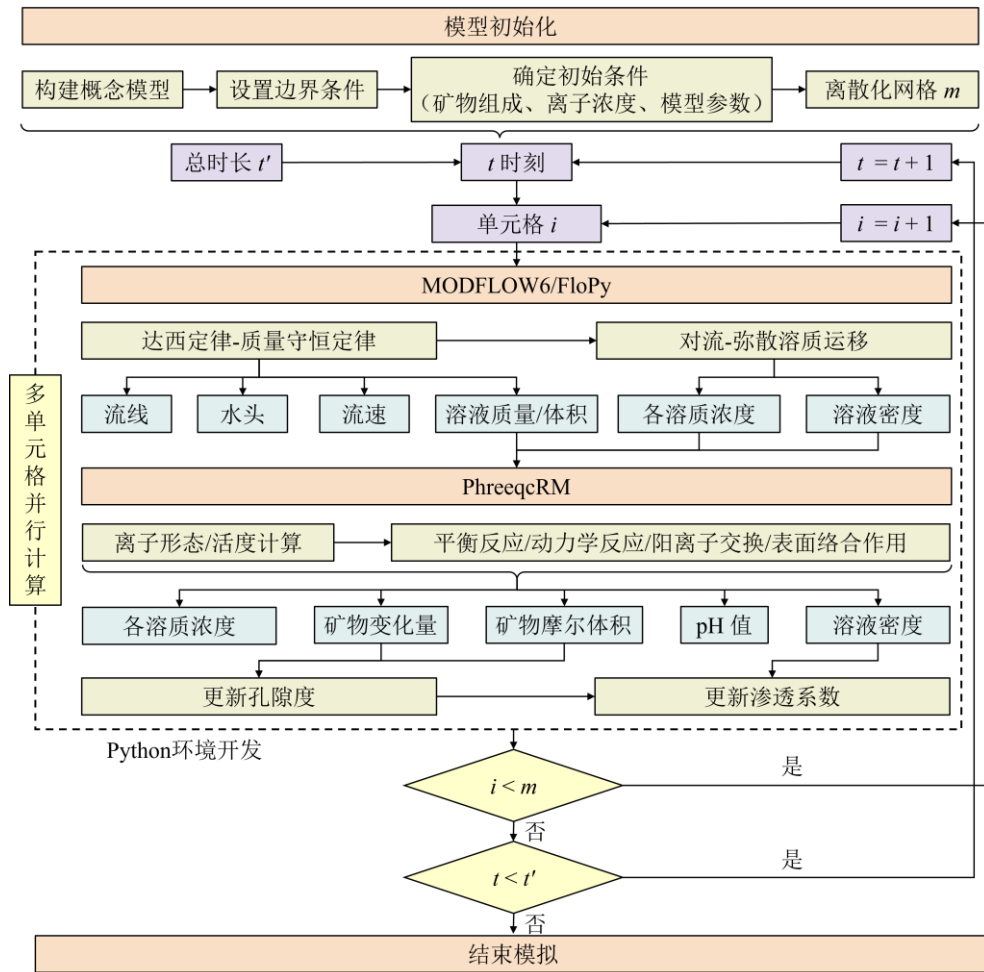 模型初始化
构建概念模型
设置边界条件
确定初始条件
（矿物组成、离子浓度、模型参数）
离散化网格 m
总时长 t′
t 时刻
t = t + 1
单元格 i
i = i + 1
MODFLOW6/FloPy
达西定律-质量守恒定律
对流-弥散溶质运移
多单元格并行计算
流线
水头
流速
溶液质量/体积
各溶质浓度
溶液密度
PhreeqcRM
离子形态/活度计算
平衡反应/动力学反应/阳离子交换/表面络合作用
各溶质浓度
矿物变化量
矿物摩尔体积
pH 值
溶液密度
更新孔隙度
更新渗透系数
Python环境开发
i < m
是
否
t < t′
是
否
结束模拟